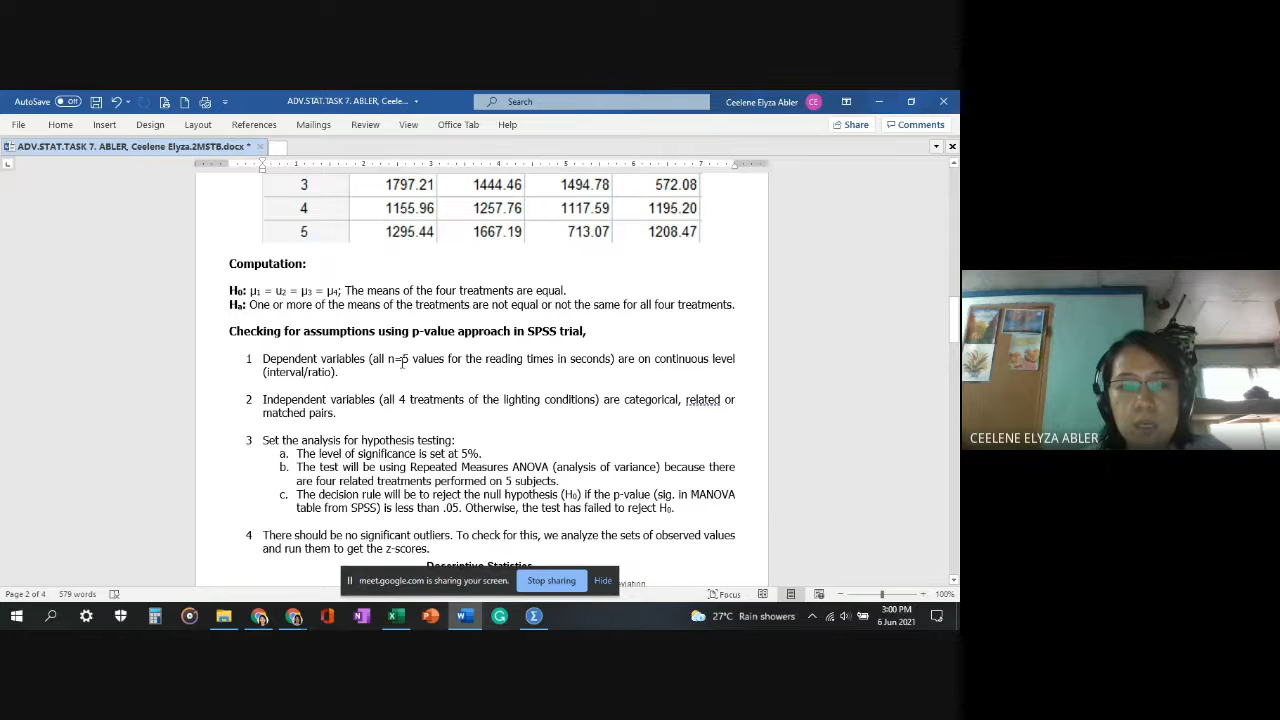 AutoSave Off
ADV.STAT.TASK 7. ABLER, Ceele...
Search
Ceelene Elyza Abler CE
File Home Insert Design Layout References Mailings Review View Office Tab Help
Share Comments
ADV.STAT.TASK 7. ABLER, Ceelene Elyza.2MSTB.docx *
1 2 3 4 5 6 7
3 1797.21 1444.46 1494.78 572.08
4 1155.96 1257.76 1117.59 1195.20
5 1295.44 1667.19 713.07 1208.47
Computation:
H₀: µ₁ = u₂ = µ₃ = µ₄; The means of the four treatments are equal.
Hₐ: One or more of the means of the treatments are not equal or not the same for all four treatments.
Checking for assumptions using p-value approach in SPSS trial,
1 Dependent variables (all n=5 values for the reading times in seconds) are on continuous level
(interval/ratio).
2 Independent variables (all 4 treatments of the lighting conditions) are categorical, related or
matched pairs.
3 Set the analysis for hypothesis testing:
a. The level of significance is set at 5%.
b. The test will be using Repeated Measures ANOVA (analysis of variance) because there
are four related treatments performed on 5 subjects.
c. The decision rule will be to reject the null hypothesis (H₀) if the p-value (sig. in MANOVA
table from SPSS) is less than .05. Otherwise, the test has failed to reject H₀.
4 There should be no significant outliers. To check for this, we analyze the sets of observed values
and run them to get the z-scores.
Descriptive Statistics
meet.google.com is sharing your screen. Stop sharing Hide
Page 2 of 4 579 words
Focus
100%
27°C Rain showers
3:00 PM
6 Jun 2021
CEELENE ELYZA ABLER